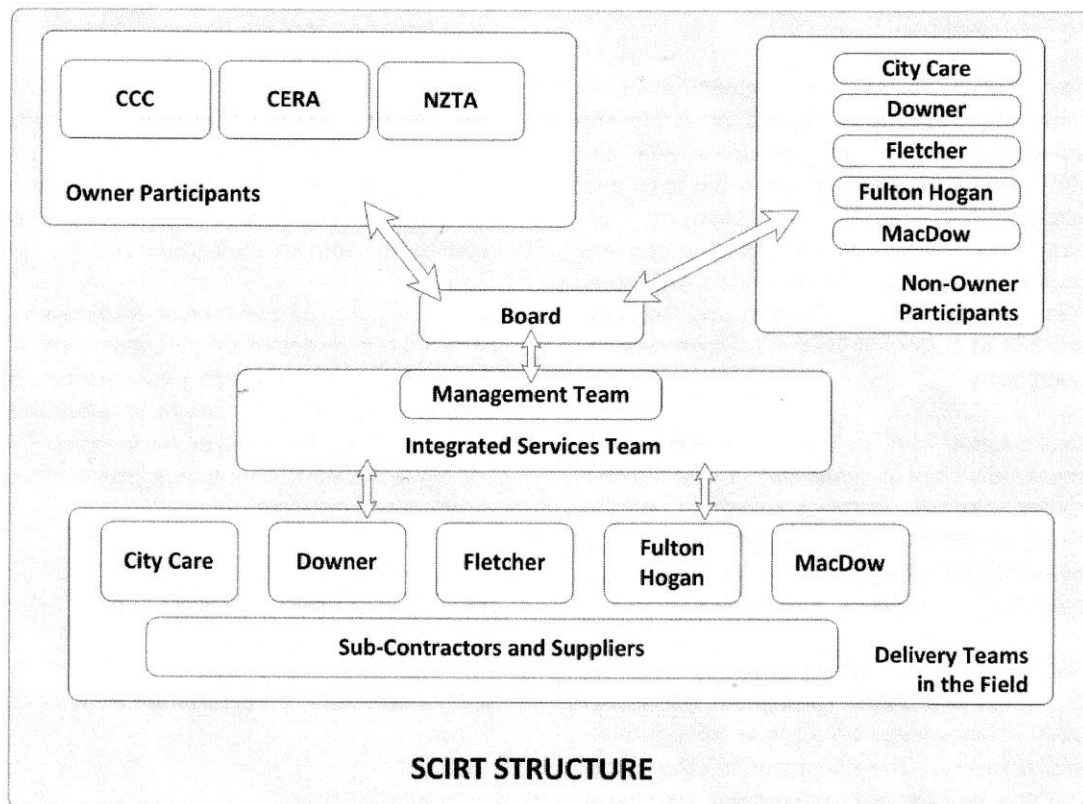 CCC
CERA
NZTA
Owner Participants
City Care
Downer
Fletcher
Fulton Hogan
MacDow
Non-Owner
Participants
Board
Management Team
Integrated Services Team
City Care
Downer
Fletcher
Fulton
Hogan
MacDow
Sub-Contractors and Suppliers
Delivery Teams
in the Field
SCIRT STRUCTURE